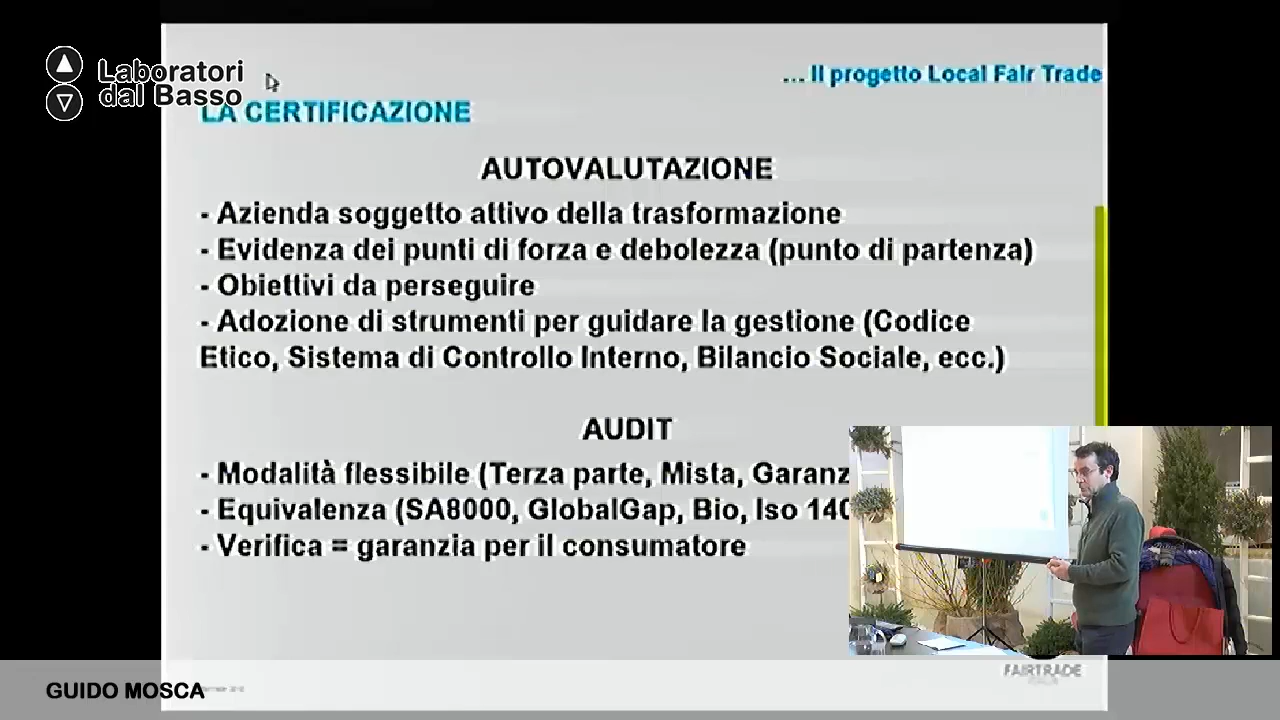 Laboratori
dal Basso
... Il progetto Local Fair Trade
LA CERTIFICAZIONE
AUTOVALUTAZIONE
- Azienda soggetto attivo della trasformazione
- Evidenza dei punti di forza e debolezza (punto di partenza)
- Obiettivi da perseguire
- Adozione di strumenti per guidare la gestione (Codice
Etico, Sistema di Controllo Interno, Bilancio Sociale, ecc.)
AUDIT
- Modalità flessibile (Terza parte, Mista, Garanz
- Equivalenza (SA8000, GlobalGap, Bio, Iso 140
- Verifica = garanzia per il consumatore
FAIRTRADE
GUIDO MOSCA